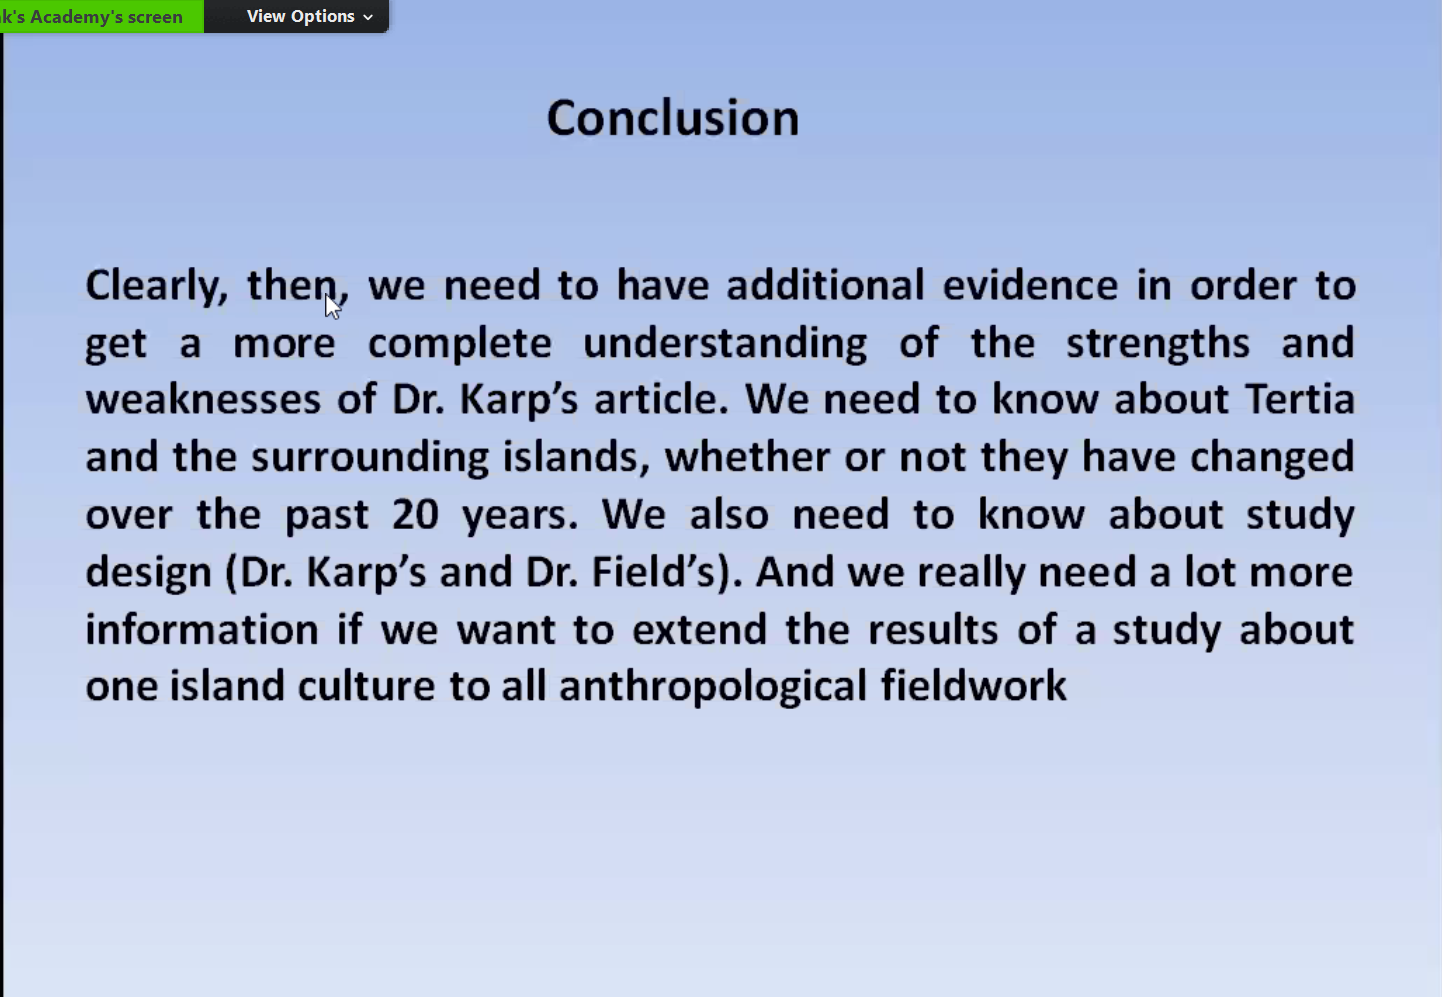 k's Academy's screen View Options
Conclusion
Clearly, then, we need to have additional evidence in order to
get a more complete understanding of the strengths and
weaknesses of Dr. Karp’s article. We need to know about Tertia
and the surrounding islands, whether or not they have changed
over the past 20 years. We also need to know about study
design (Dr. Karp’s and Dr. Field’s). And we really need a lot more
information if we want to extend the results of a study about
one island culture to all anthropological fieldwork